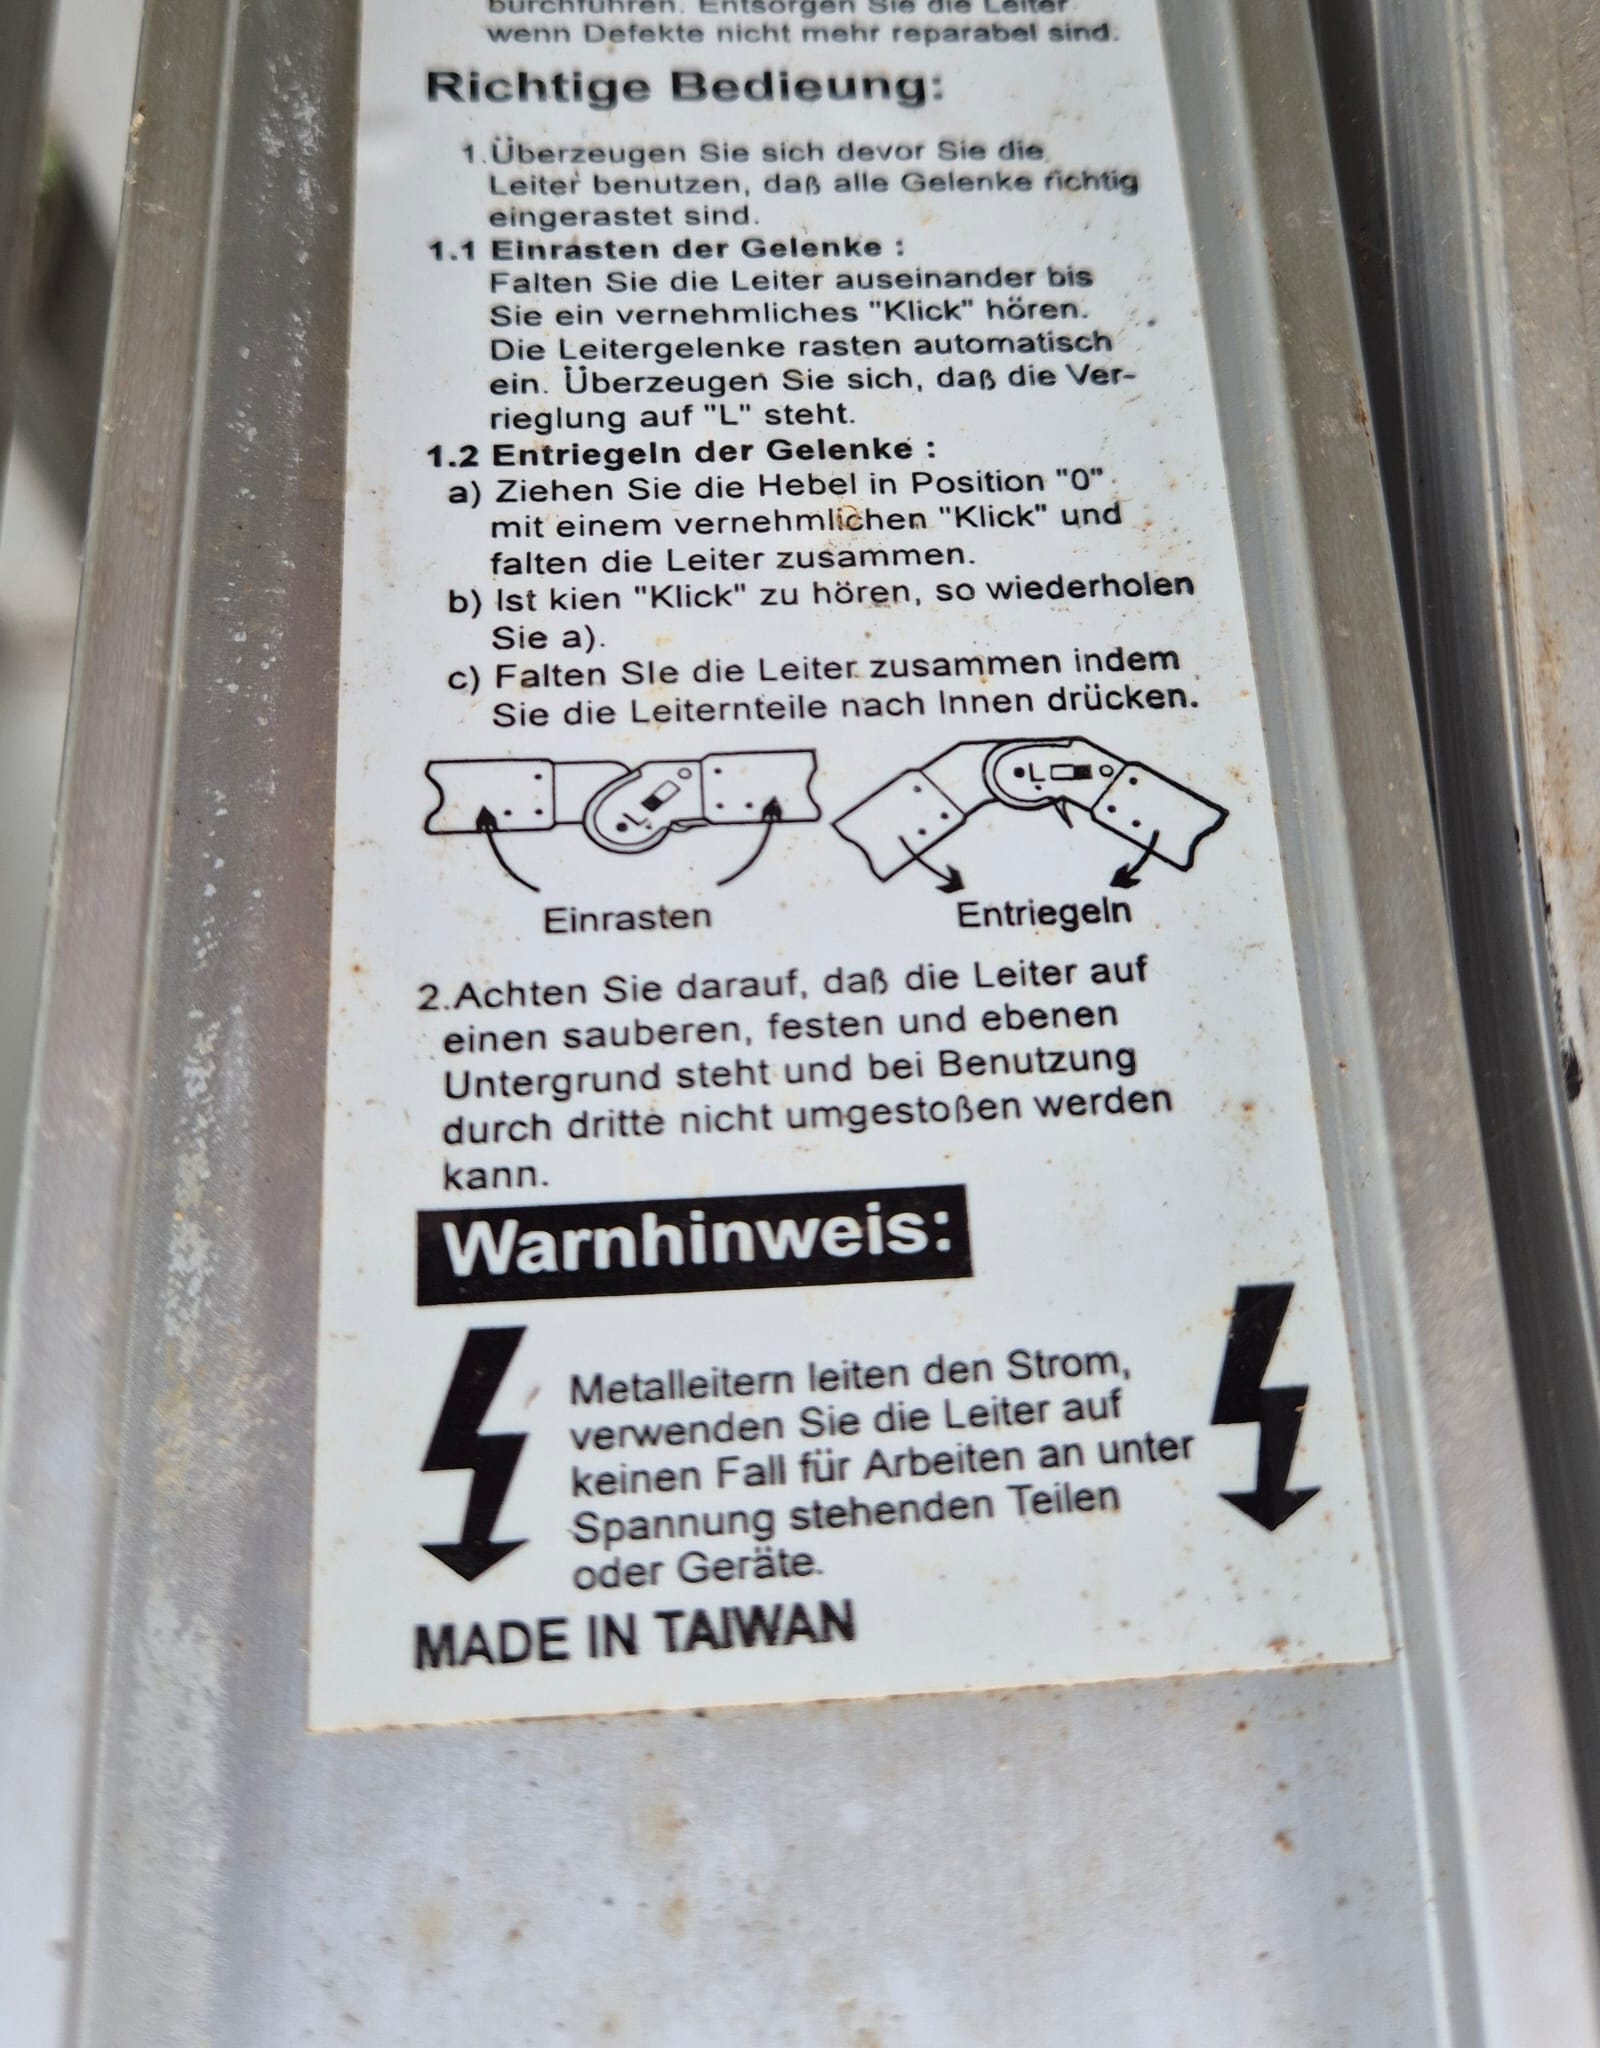 durchführen. Entsorgen Sie die Leiter
wenn Defekte nicht mehr reparabel sind.
Richtige Bedieung:
1.Überzeugen Sie sich devor Sie die
Leiter benutzen, daß alle Gelenke richtig
eingerastet sind.
1.1 Einrasten der Gelenke :
Falten Sie die Leiter auseinander bis
Sie ein vernehmliches "Klick" hören.
Die Leitergelenke rasten automatisch
ein. Überzeugen Sie sich, daß die Ver-
rieglung auf "L" steht.
1.2 Entriegeln der Gelenke :
a) Ziehen Sie die Hebel in Position "0"
mit einem vernehmlichen "Klick" und
falten die Leiter zusammen.
b) Ist kien "Klick" zu hören, so wiederholen
Sie a).
c) Falten SIe die Leiter zusammen indem
Sie die Leiternteile nach Innen drücken.
L
L
Einrasten
Entriegeln
2.Achten Sie darauf, daß die Leiter auf
einen sauberen, festen und ebenen
Untergrund steht und bei Benutzung
durch dritte nicht umgestoßen werden
kann.
Warnhinweis:
Metalleitern leiten den Strom,
verwenden Sie die Leiter auf
keinen Fall für Arbeiten an unter
Spannung stehenden Teilen
oder Geräte.
MADE IN TAIWAN